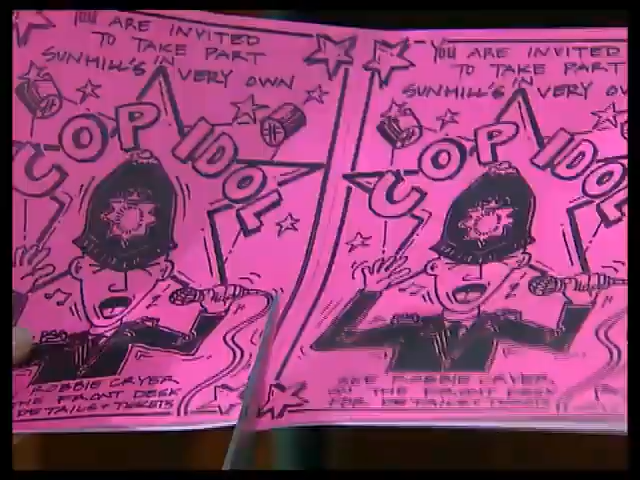 YOU ARE INVITED
TO TAKE PART
IN
SUNHILL'S VERY OWN
COP IDOL
ROBBIE CRYER
THE FRONT DESK
DETAILS & TICKETS
YOU ARE INVITED
TO TAKE PART
IN
SUNHILL'S VERY OW
COP IDOL
SEE ROBBIE CRYER
ON THE FRONT DESK
FOR DETAILS & TICKETS